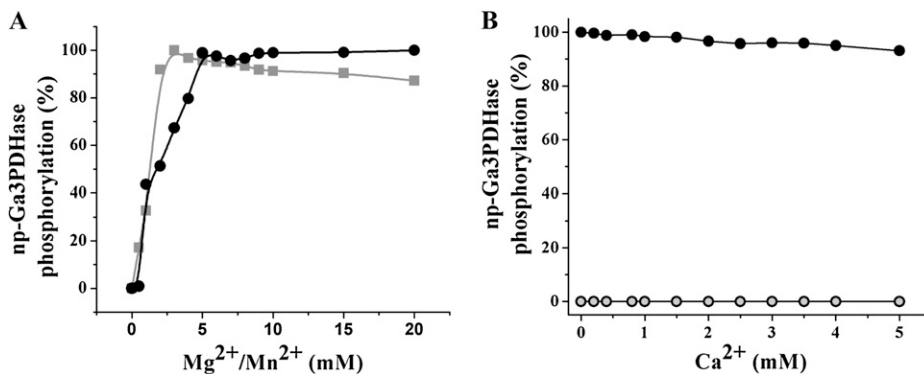 A
np-Ga3PDHase
phosphorylation (%)
100
80
60
40
20
0
0
5
10
15
20
Mg²⁺/Mn²⁺ (mM)
B
np-Ga3PDHase
phosphorylation (%)
100
80
60
40
20
0
0
1
2
3
4
5
Ca²⁺ (mM)